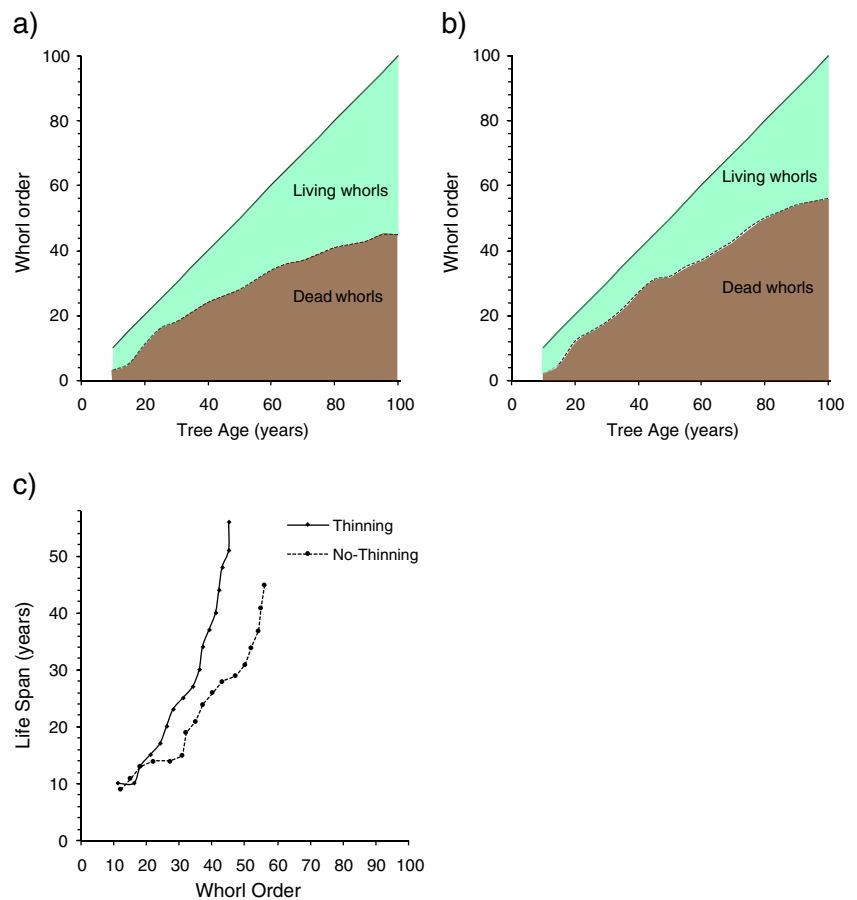 a)
100
80
60
40
20
0
Whorl order
Living whorls
Dead whorls
0 20 40 60 80 100
Tree Age (years)
b)
100
80
60
40
20
0
Whorl order
Living whorls
Dead whorls
0 20 40 60 80 100
Tree Age (years)
c)
50
40
30
20
10
0
Life Span (years)
Thinning
No-Thinning
0 10 20 30 40 50 60 70 80 90 100
Whorl Order